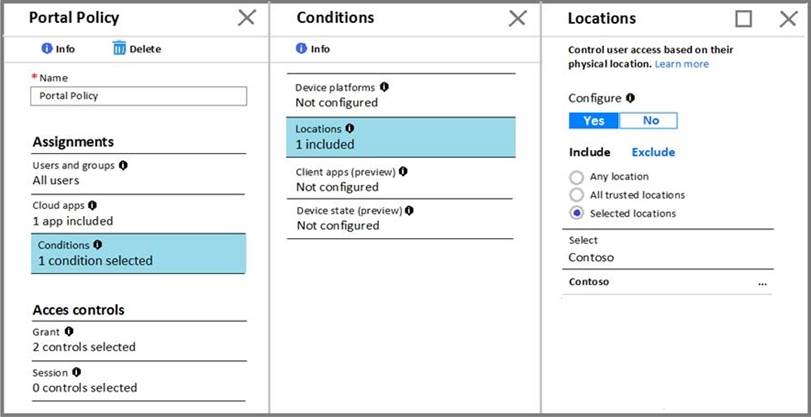 Portal Policy
Info Delete
* Name
Portal Policy
Assignments
Users and groups
All users
Cloud apps
1 app included
Conditions
1 condition selected
Acces controls
Grant
2 controls selected
Session
0 controls selected
Conditions
Info
Device platforms
Not configured
Locations
1 included
Client apps (preview)
Not configured
Device state (preview)
Not configured
Locations
Control user access based on their
physical location. Learn more
Configure
Yes No
Include Exclude
Any location
All trusted locations
Selected locations
Select
Contoso
Contoso ...